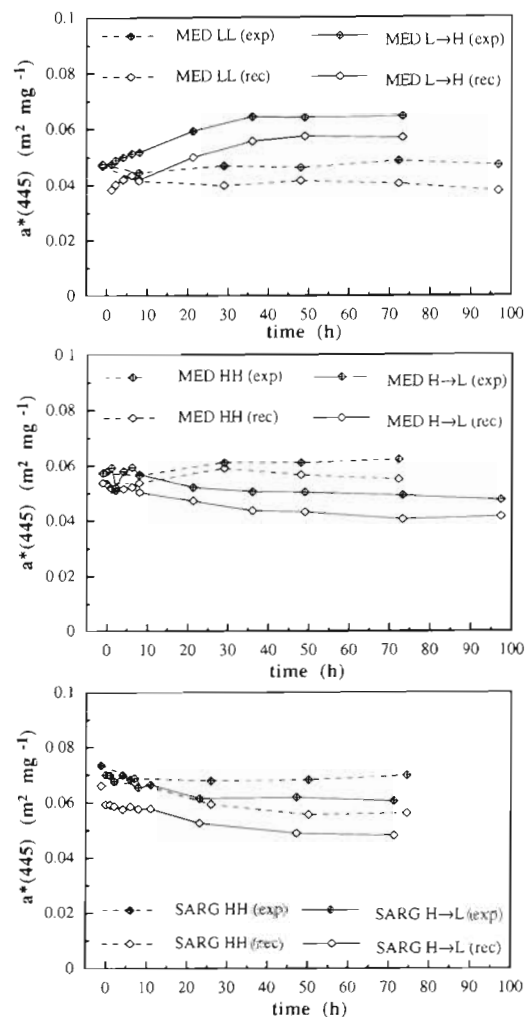 MED LL (exp) MED L→H (exp)
MED LL (rec) MED L→H (rec)
0.1
0.08
0.06
0.04
0.02
0
a*(445) (m² mg⁻¹)
0 10 20 30 40 50 60 70 80 90 100
time (h)
MED HH (exp) MED H→L (exp)
MED HH (rec) MED H→L (rec)
0.1
0 08
0 06
0 04
0 02
0
a*(445) (m² mg⁻¹)
0 10 20 30 40 50 60 70 80 90 100
time (h)
0.1
0.08
0.06
0.04
0.02
0
a*(445) (m² mg⁻¹)
SARG HH (exp) SARG H→L (exp)
SARG HH (rec) SARG H→L (rec)
0 10 20 30 40 50 60 70 80 90 100
time (h)